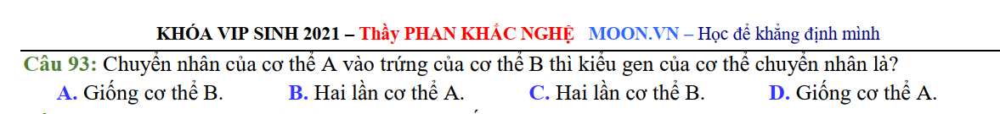 KHÓA VIP SINH 2021 – Thầy PHAN KHẮC NGHỆ MOON.VN – Học để khẳng định mình
Câu 93: Chuyển nhân của cơ thể A vào trứng của cơ thể B thì kiểu gen của cơ thể chuyển nhân là?
A. Giống cơ thể B. B. Hai lần cơ thể A. C. Hai lần cơ thể B. D. Giống cơ thể A.